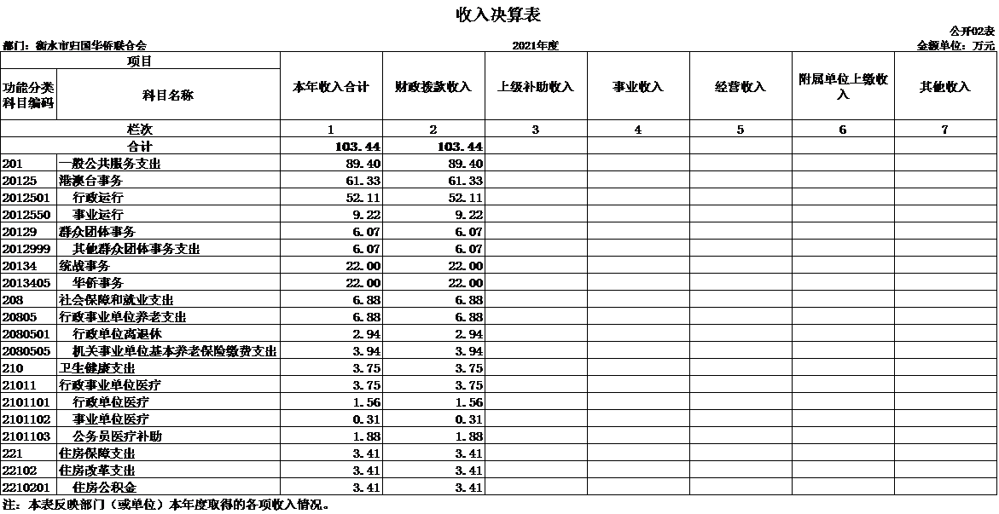 收入决算表
公开02表
部门：衡水市归国华侨联合会 2021年度 金额单位：万元
项目 本年收入合计 财政拨款收入 上级补助收入 事业收入 经营收入 附属单位上缴收入 其他收入
功能分类科目编码 科目名称
栏次 1 2 3 4 5 6 7
合计 103.44 103.44
201 一般公共服务支出 89.40 89.40
20125 港澳台事务 61.33 61.33
2012501 行政运行 52.11 52.11
2012550 事业运行 9.22 9.22
20129 群众团体事务 6.07 6.07
2012999 其他群众团体事务支出 6.07 6.07
20134 统战事务 22.00 22.00
2013405 华侨事务 22.00 22.00
208 社会保障和就业支出 6.88 6.88
20805 行政事业单位养老支出 6.88 6.88
2080501 行政单位离退休 2.94 2.94
2080505 机关事业单位基本养老保险缴费支出 3.94 3.94
210 卫生健康支出 3.75 3.75
21011 行政事业单位医疗 3.75 3.75
2101101 行政单位医疗 1.56 1.56
2101102 事业单位医疗 0.31 0.31
2101103 公务员医疗补助 1.88 1.88
221 住房保障支出 3.41 3.41
22102 住房改革支出 3.41 3.41
2210201 住房公积金 3.41 3.41
注：本表反映部门（或单位）本年度取得的各项收入情况。